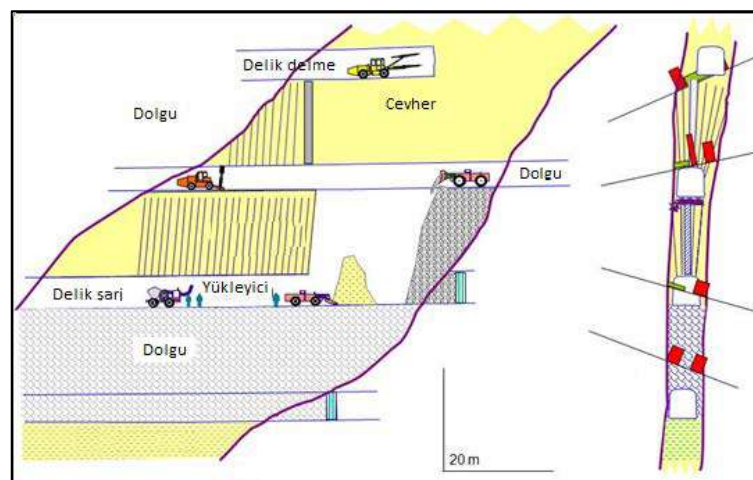 Delik delme
Dolgu
Cevher
Dolgu
Delik şarj
Yükleyici
Dolgu
20 m